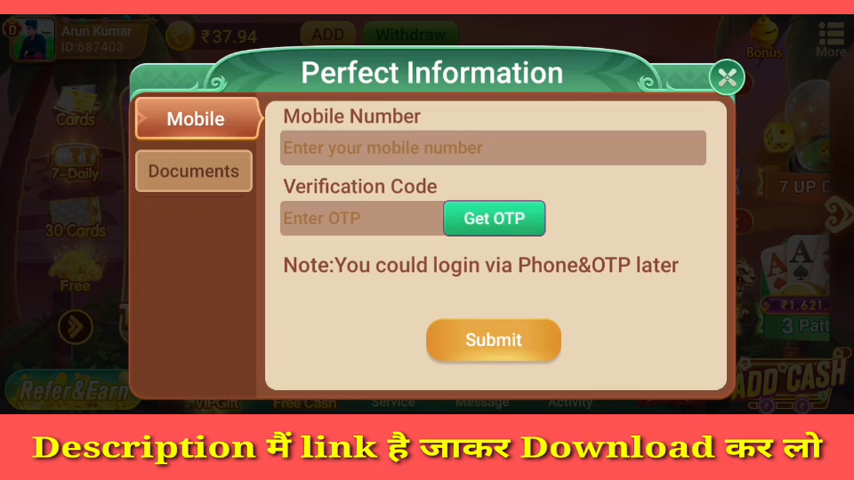 Arun Kumar
ID:687403
₹37.94
ADD
Withdraw
Bonus
More
Perfect Information
Mobile
Documents
Mobile Number
Enter your mobile number
Verification Code
Enter OTP
Get OTP
Note:You could login via Phone&OTP later
Submit
Cards
7-Daily
30 Cards
Free
7 UP D
A A
₹1,621,
3 Patt
Refer&Earn
VIPGift
Free Cash
Service
Message
Activity
ADD CASH
Description मैं link है जाकर Download कर लो